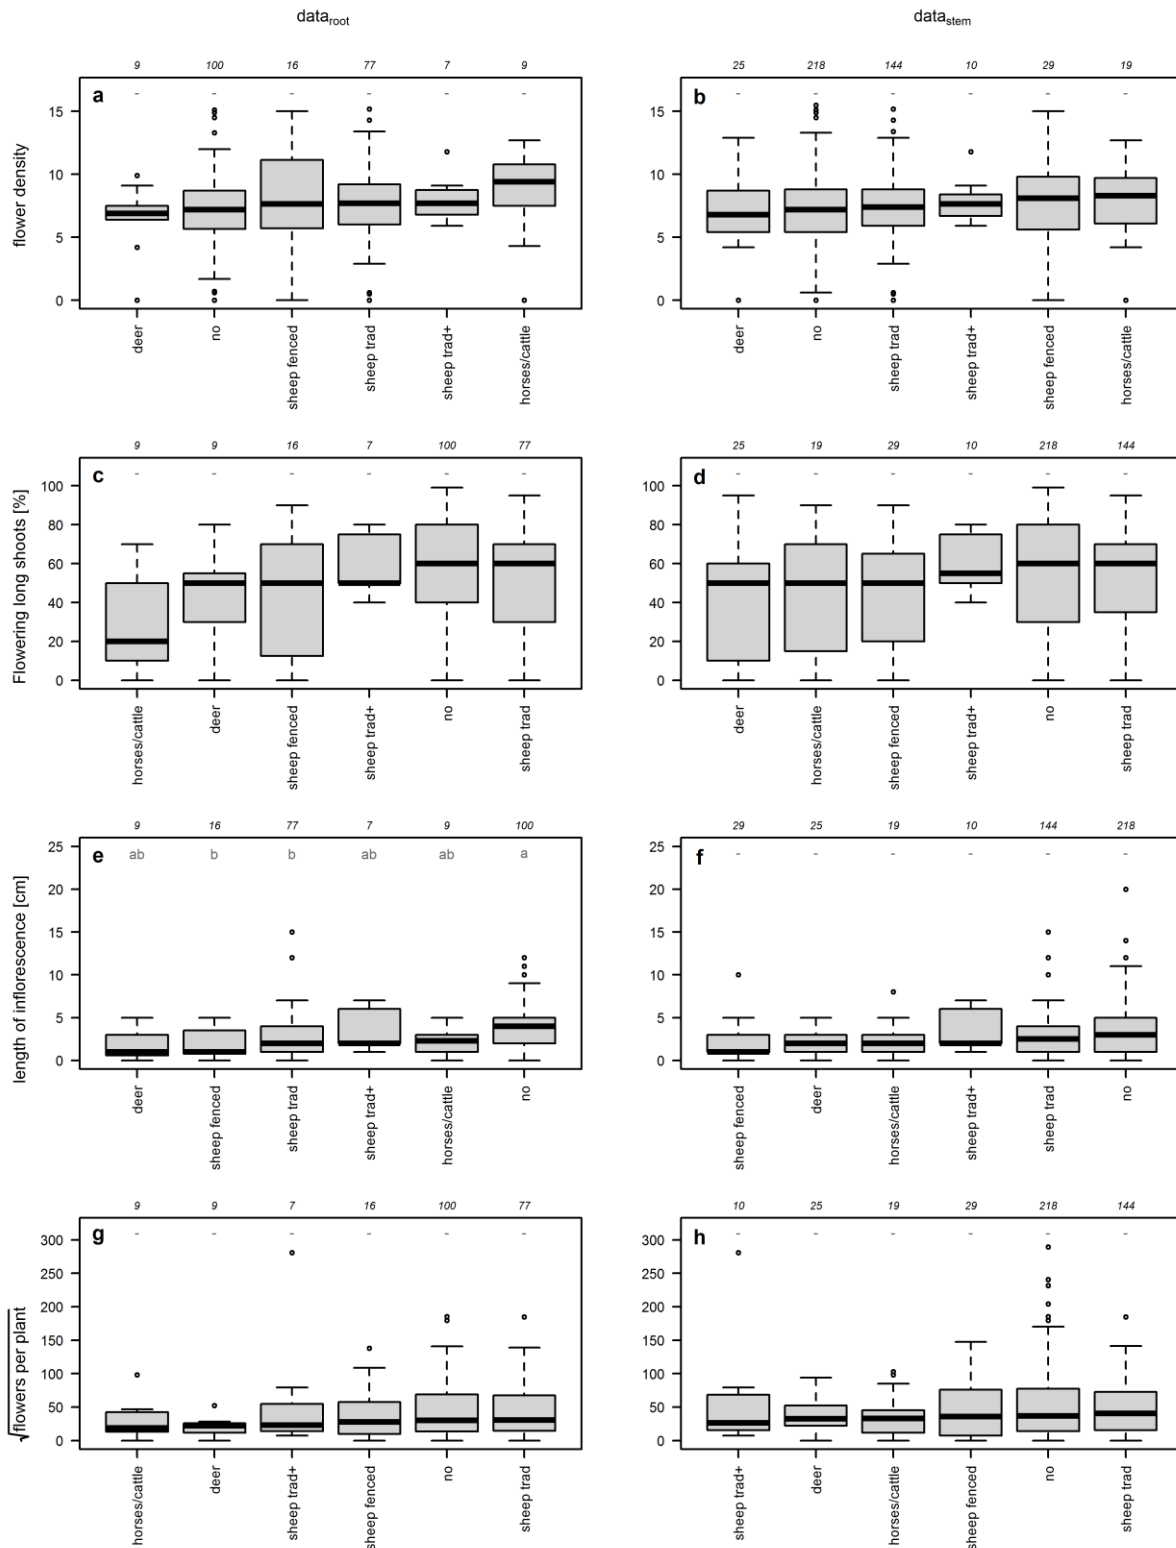 data_root data_stem
9 100 16 77 7 9
25 218 144 10 29 19
a
- - - - - -
b
- - - - - -
flower density
15
10
5
0
15
10
5
0
deer
no
sheep fenced
sheep trad
sheep trad+
horses/cattle
deer
no
sheep trad
sheep trad+
sheep fenced
horses/cattle
9 9 16 7 100 77
25 19 29 10 218 144
c
- - - - - -
d
- - - - - -
Flowering long shoots [%]
100
80
60
40
20
0
100
80
60
40
20
0
horses/cattle
deer
sheep fenced
sheep trad+
no
sheep trad
deer
horses/cattle
sheep fenced
sheep trad+
no
sheep trad
9 16 77 7 9 100
29 25 19 10 144 218
e
ab b b ab ab a
f
- - - - - -
length of inflorescence [cm]
25
20
15
10
5
0
25
20
15
10
5
0
deer
sheep fenced
sheep trad
sheep trad+
horses/cattle
no
sheep fenced
deer
horses/cattle
sheep trad+
sheep trad
no
9 9 7 16 100 77
10 25 19 29 218 144
g
- - - - - -
h
- - - - - -
√flowers per plant
300
250
200
150
100
50
0
300
250
200
150
100
50
0
horses/cattle
deer
sheep trad+
sheep fenced
no
sheep trad
sheep trad+
deer
horses/cattle
sheep fenced
no
sheep trad